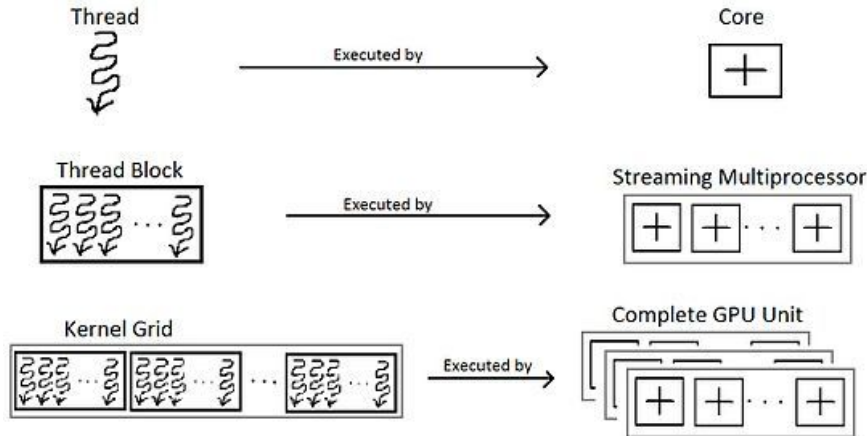 Thread
Core
Executed by
Thread Block
Streaming Multiprocessor
Executed by
Kernel Grid
Complete GPU Unit
Executed by